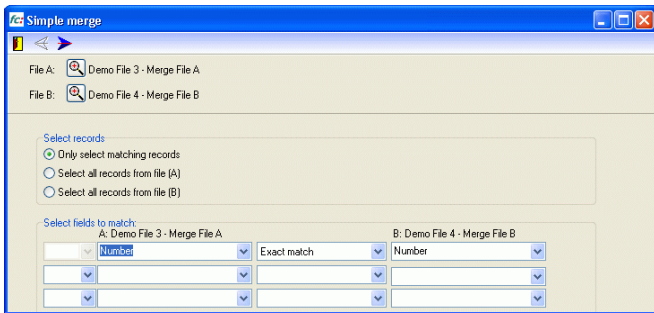 fc: Simple merge
File A: Demo File 3 - Merge File A
File B: Demo File 4 - Merge File B
Select records
Only select matching records
Select all records from file (A)
Select all records from file (B)
Select fields to match:
A: Demo File 3 - Merge File A B: Demo File 4 - Merge File B
Number Exact match Number